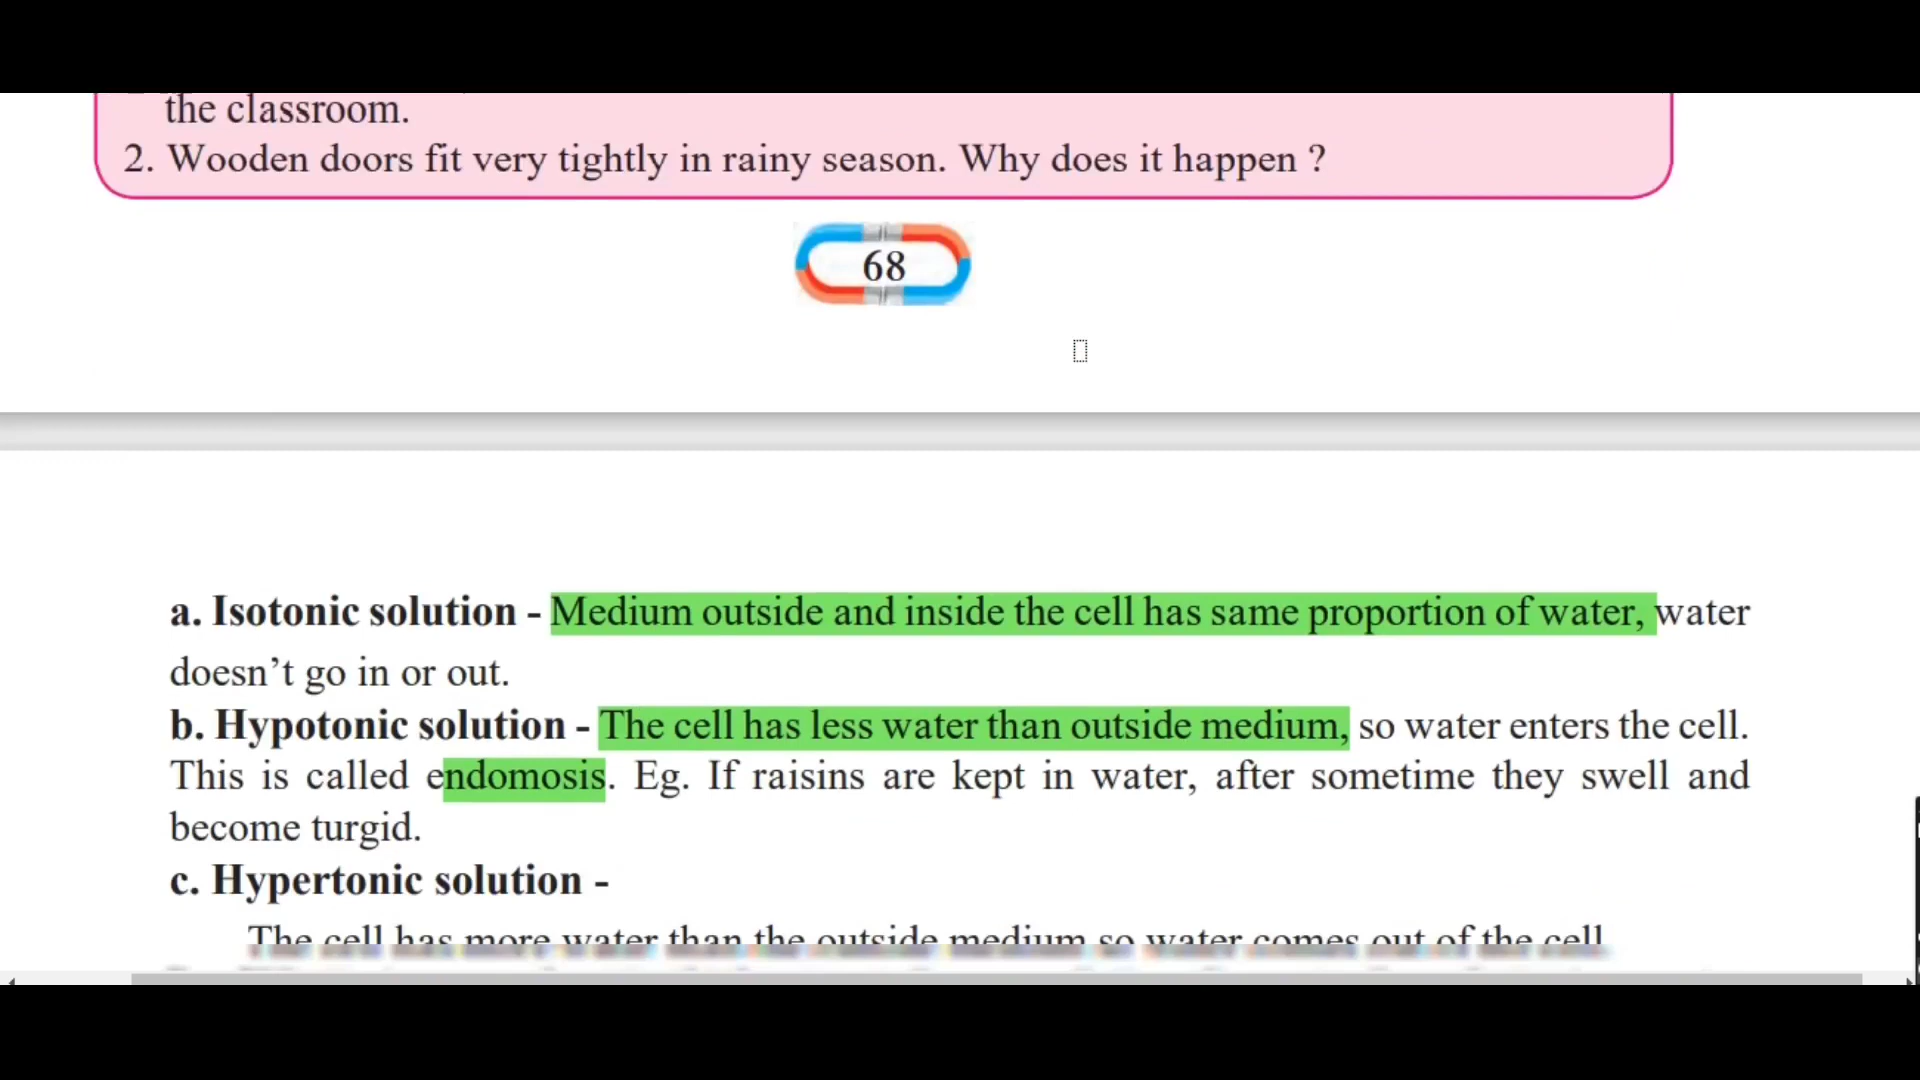 the classroom.
2. Wooden doors fit very tightly in rainy season. Why does it happen ?
68
a. Isotonic solution - Medium outside and inside the cell has same proportion of water, water
doesn’t go in or out.
b. Hypotonic solution - The cell has less water than outside medium, so water enters the cell.
This is called endomosis. Eg. If raisins are kept in water, after sometime they swell and
become turgid.
c. Hypertonic solution -
The cell has more water than the outside medium so water comes out of the cell.